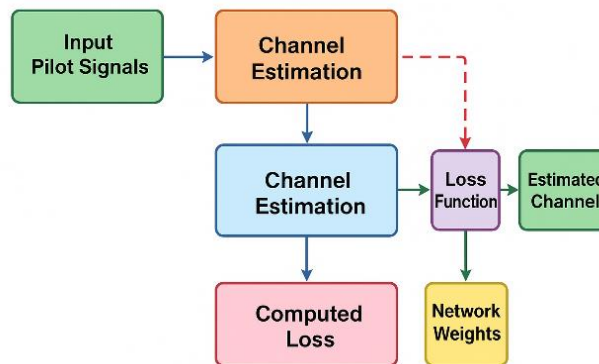 Input
Pilot Signals
Channel
Estimation
Channel
Estimation
Loss
Function
Estimated
Channel
Computed
Loss
Network
Weights